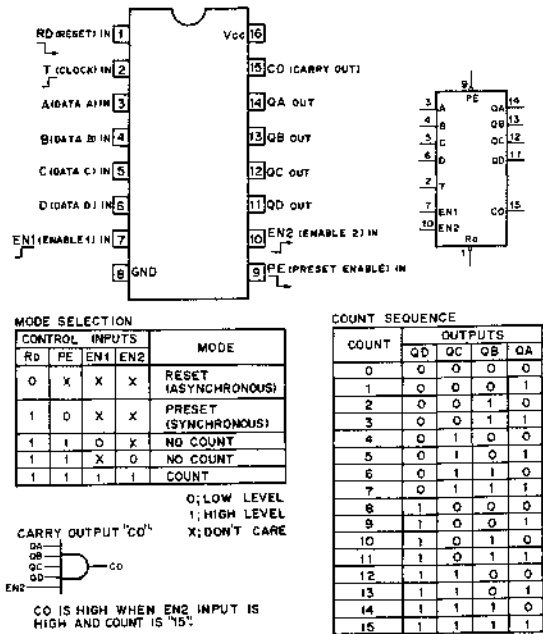 RD (RESET) IN 1
T (CLOCK) IN 2
A (DATA A) IN 3
B (DATA B) IN 4
C (DATA C) IN 5
D (DATA D) IN 6
EN1 (ENABLE 1) IN 7
8 GND
Vcc 16
15 CO (CARRY OUT)
14 QA OUT
13 QB OUT
12 QC OUT
11 QD OUT
10 EN2 (ENABLE 2) IN
9 PE (PRESET ENABLE) IN
9
PE
3 A QA 14
4 B QB 13
5 C QC 12
6 D QD 11
2 T
7 EN1 CO 15
10 EN2
RD
1
MODE SELECTION
CONTROL INPUTS MODE
RD PE EN1 EN2
0 X X X RESET (ASYNCHRONOUS)
1 0 X X PRESET (SYNCHRONOUS)
1 1 0 X NO COUNT
1 1 X 0 NO COUNT
1 1 1 1 COUNT
0; LOW LEVEL
1; HIGH LEVEL
X; DON'T CARE
CARRY OUTPUT "CO"
QA
QB
QC
QD
EN2
CO
CO IS HIGH WHEN EN2 INPUT IS
HIGH AND COUNT IS "15".
COUNT SEQUENCE
COUNT OUTPUTS
QD QC QB QA
0 0 0 0 0
1 0 0 0 1
2 0 0 1 0
3 0 0 1 1
4 0 1 0 0
5 0 1 0 1
6 0 1 1 0
7 0 1 1 1
8 1 0 0 0
9 1 0 0 1
10 1 0 1 0
11 1 0 1 1
12 1 1 0 0
13 1 1 0 1
14 1 1 1 0
15 1 1 1 1